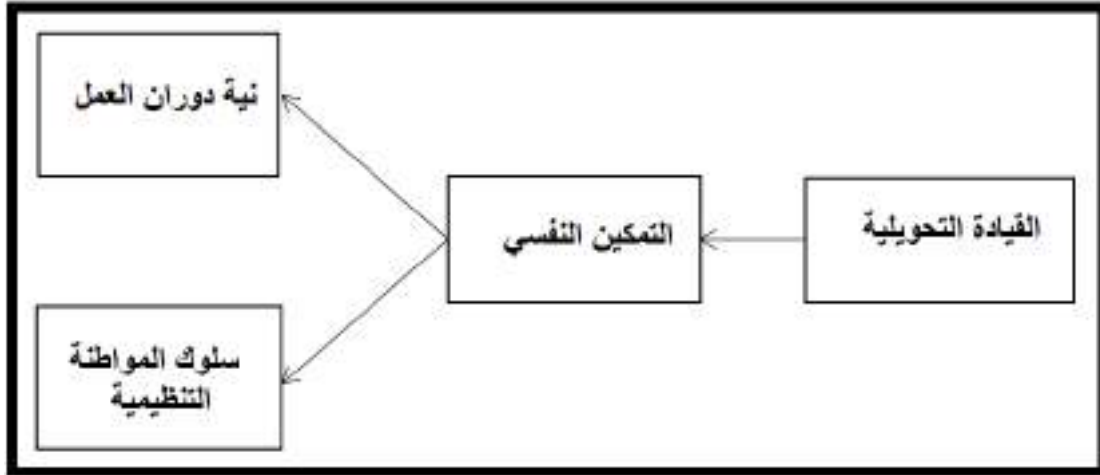 القيادة التحويلية
التمكين النفسي
نية دوران العمل
سلوك المواطنة
التنظيمية